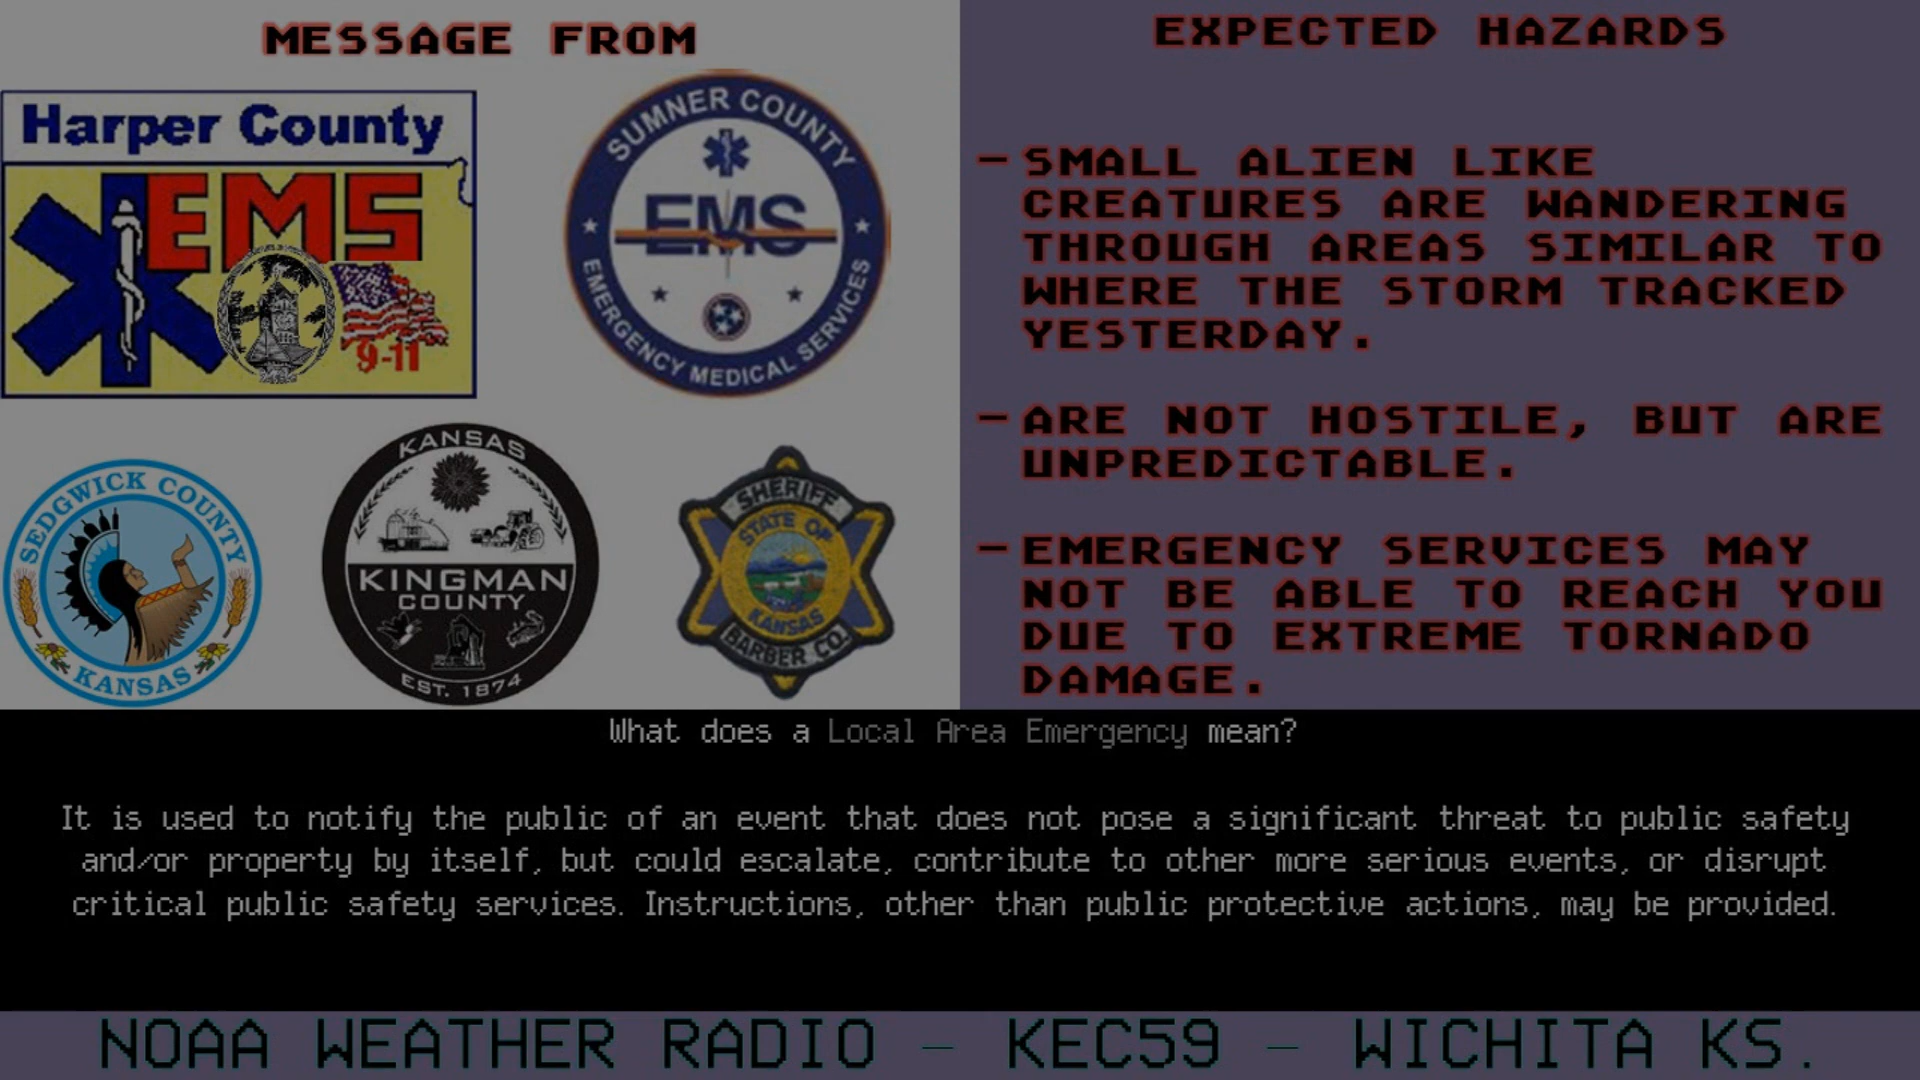 MESSAGE FROM
Harper County
EMS
9-11
SUMNER COUNTY
EMS
EMERGENCY MEDICAL SERVICES
SEDGWICK COUNTY
KANSAS
KANSAS
KINGMAN
COUNTY
EST. 1874
SHERIFF
STATE OF
KANSAS
BARBER CO.
EXPECTED HAZARDS
-SMALL ALIEN LIKE
CREATURES ARE WANDERING
THROUGH AREAS SIMILAR TO
WHERE THE STORM TRACKED
YESTERDAY.
-ARE NOT HOSTILE, BUT ARE
UNPREDICTABLE.
-EMERGENCY SERVICES MAY
NOT BE ABLE TO REACH YOU
DUE TO EXTREME TORNADO
DAMAGE.
What does a Local Area Emergency mean?
It is used to notify the public of an event that does not pose a significant threat to public safety
and/or property by itself, but could escalate, contribute to other more serious events, or disrupt
critical public safety services. Instructions, other than public protective actions, may be provided.
NOAA WEATHER RADIO - KEC59 - WICHITA KS.